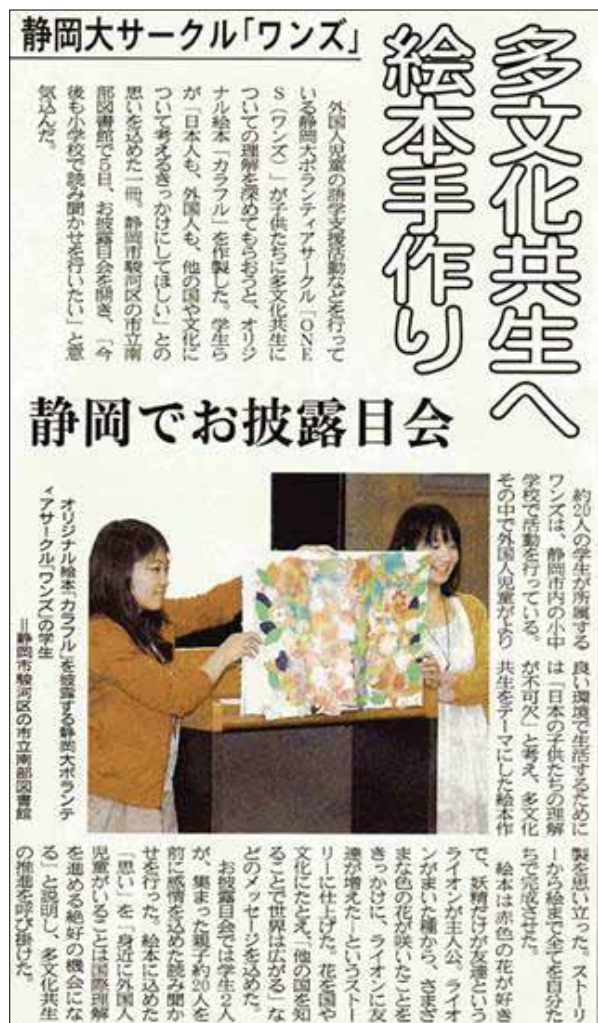 静岡大サークル「ワンズ」
多文化共生へ
絵本手作り
外国人児童の語学支援活動などを行って
いる静岡大ボランティアサークル「ONE
S(ワンズ)」が子供たちに多文化共生に
ついての理解を深めてもらおうと、オリジ
ナル絵本「カラフル」を作製した。学生ら
が「日本人も、外国人も、他の国や文化に
ついて考えるきっかけにしてほしい」との
思いを込めた一冊。静岡市駿河区の市立南
部図書館で5日、お披露目会を開き、「今
後も小学校で読み聞かせを行いたい」と意
気込んだ。
静岡でお披露目会
約20人の学生が所属する
ワンズは、静岡市内の小中
学校で活動を行っている。
その中で外国人児童がより
良い環境で生活するために
は「日本の子供たちの理解
が不可欠」と考え、多文化
共生をテーマにした絵本作
製を思い立った。ストーリ
ーから絵まで全てを自分た
ちで完成させた。
絵本は赤色の花が好き
で、妖精だけが友達という
ライオンが主人公。ライオ
ンがまいた種から、さまざ
まな色の花が咲いたことを
きっかけに、ライオンに友
達が増えた―というストー
リーに仕上げた。花を国や
文化にたとえ、「他の国を知
ることで世界は広がる」な
どのメッセージを込めた。
お披露目会では学生2人
が、集まった親子約20人を
前に感情を込めた読み聞か
せを行った。絵本に込めた
「思い」を「身近に外国人
児童がいることは国際理解
を進める絶好の機会にな
る」と説明し、多文化共生
の推進を呼び掛けた。
オリジナル絵本「カラフル」を披露する静岡大ボランテ
ィアサークル「ワンズ」の学生
=静岡市駿河区の市立南部図書館